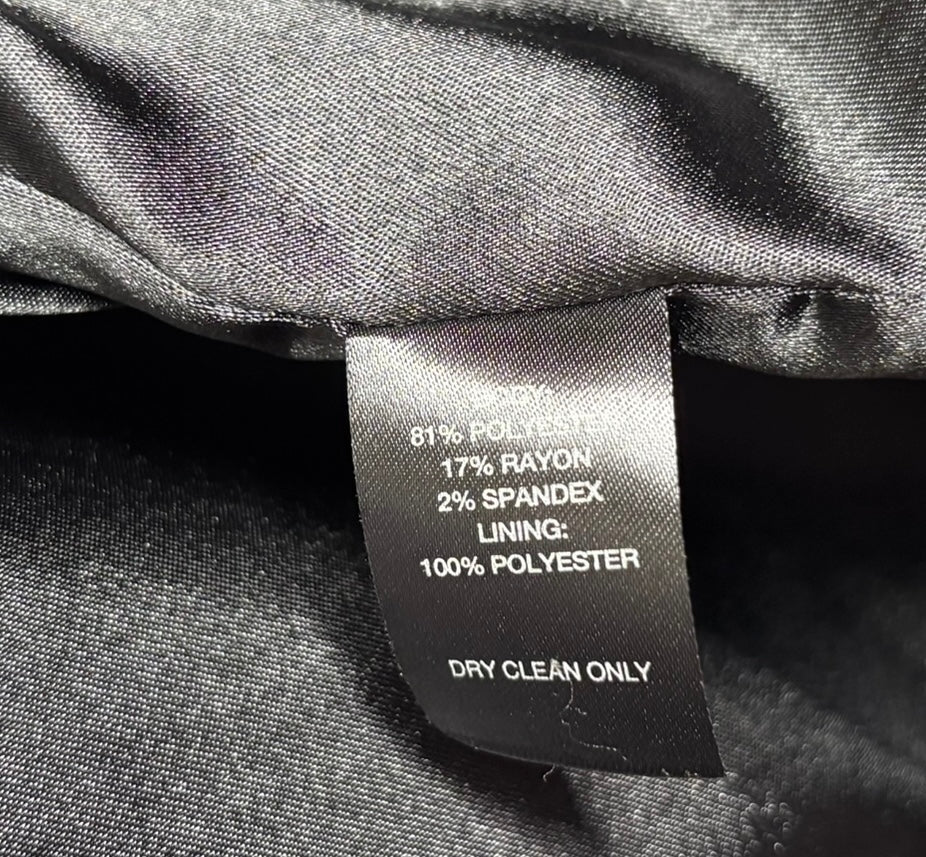 81% POLYESTER
17% RAYON
2% SPANDEX
LINING:
100% POLYESTER
DRY CLEAN ONLY